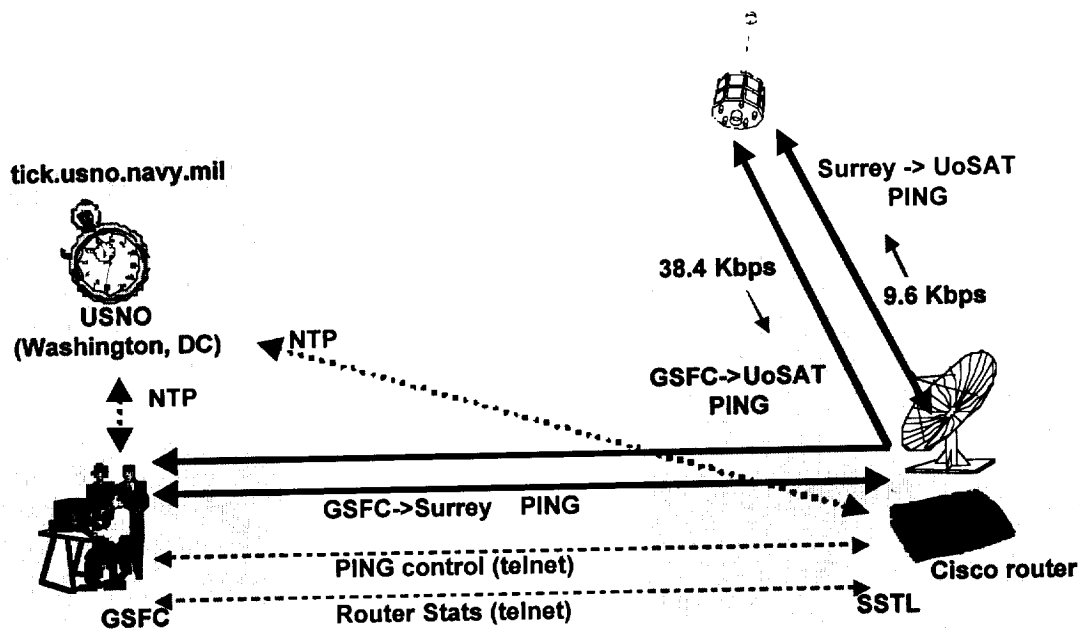 tick.usno.navy.mil
USNO
(Washington, DC)
NTP
NTP
Surrey -> UoSAT
PING
38.4 Kbps
9.6 Kbps
GSFC->UoSAT
PING
GSFC->Surrey PING
PING control (telnet)
Router Stats (telnet)
GSFC
SSTL
Cisco router